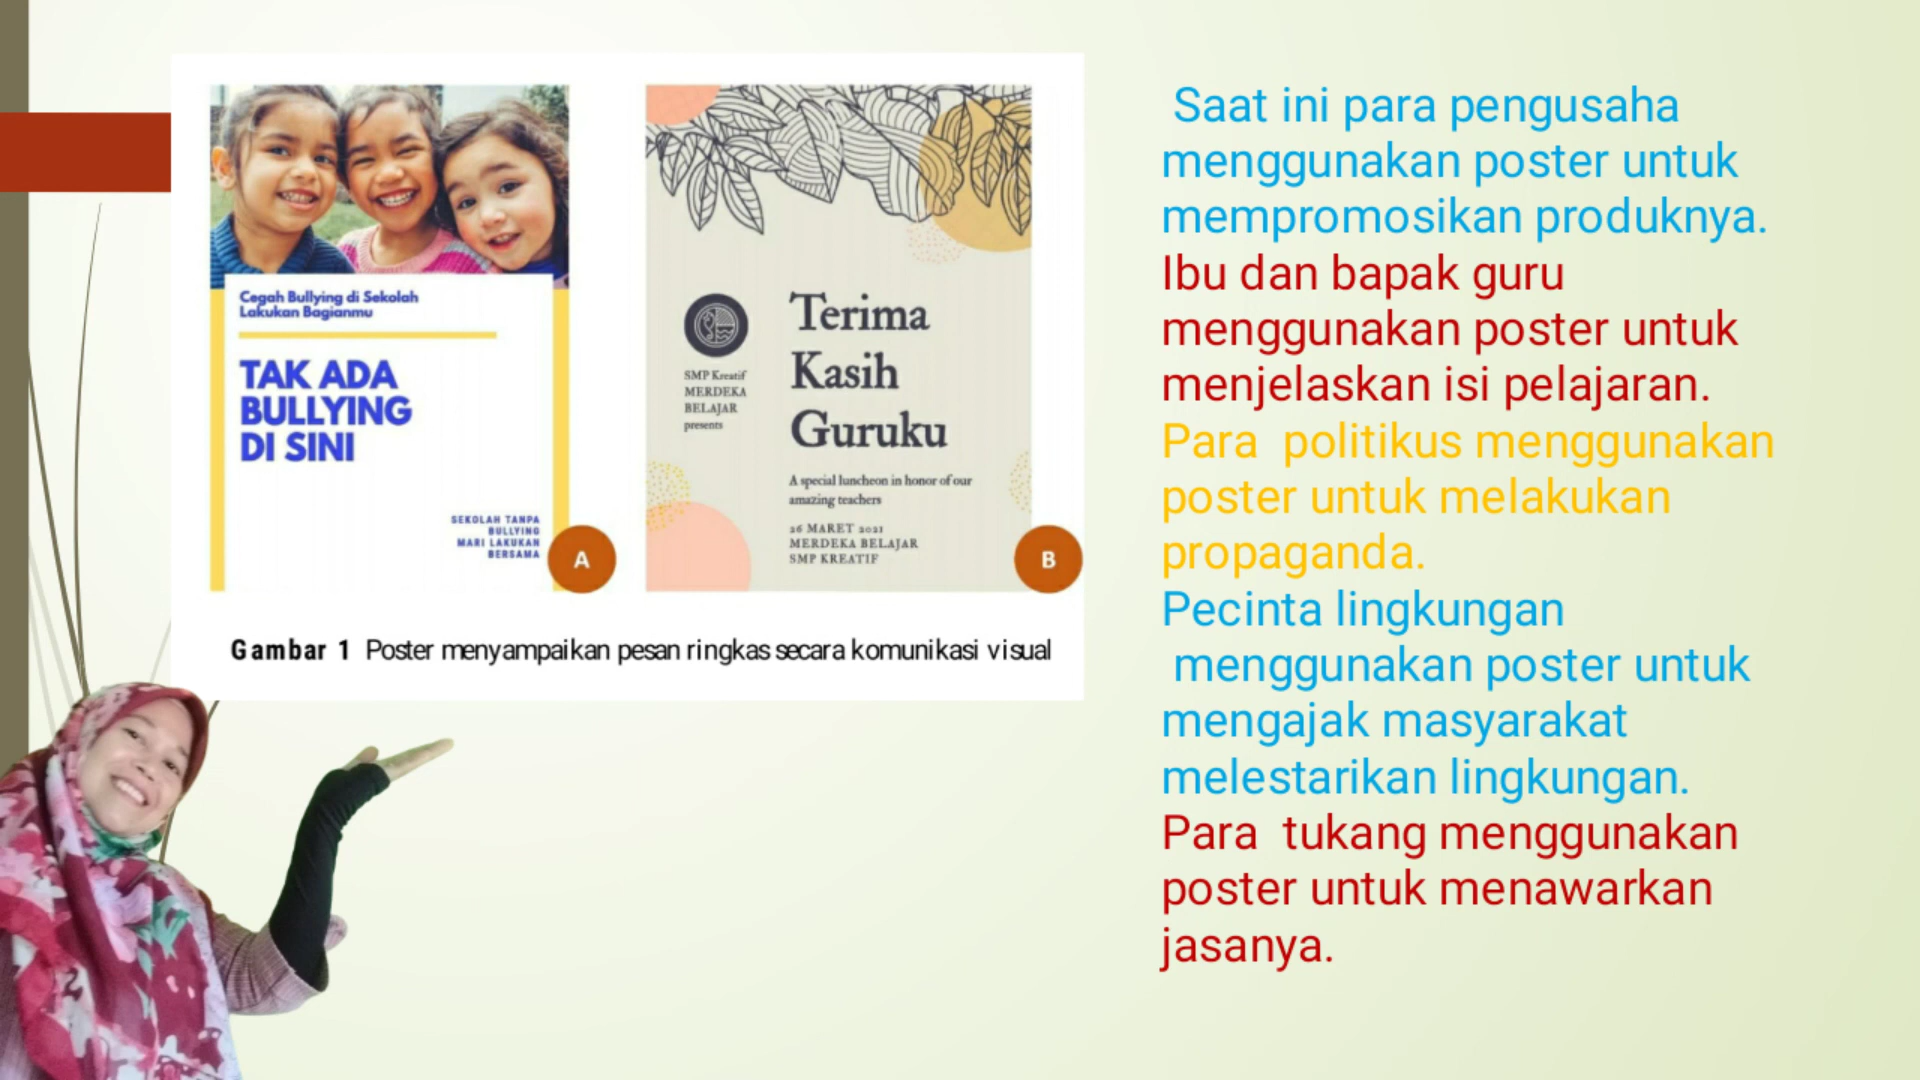 Cegah Bullying di Sekolah
Lakukan Bagianmu
TAK ADA
BULLYING
DI SINI
SEKOLAH TANPA
BULLYING
MARI LAKUKAN
BERSAMA
A
SMP Kreatif
MERDEKA
BELAJAR
presents
Terima
Kasih
Guruku
A special luncheon in honor of our
amazing teachers
26 MARET 2021
MERDEKA BELAJAR
SMP KREATIF
B
Gambar 1 Poster menyampaikan pesan ringkas secara komunikasi visual
Saat ini para pengusaha
menggunakan poster untuk
mempromosikan produknya.
Ibu dan bapak guru
menggunakan poster untuk
menjelaskan isi pelajaran.
Para politikus menggunakan
poster untuk melakukan
propaganda.
Pecinta lingkungan
menggunakan poster untuk
mengajak masyarakat
melestarikan lingkungan.
Para tukang menggunakan
poster untuk menawarkan
jasanya.